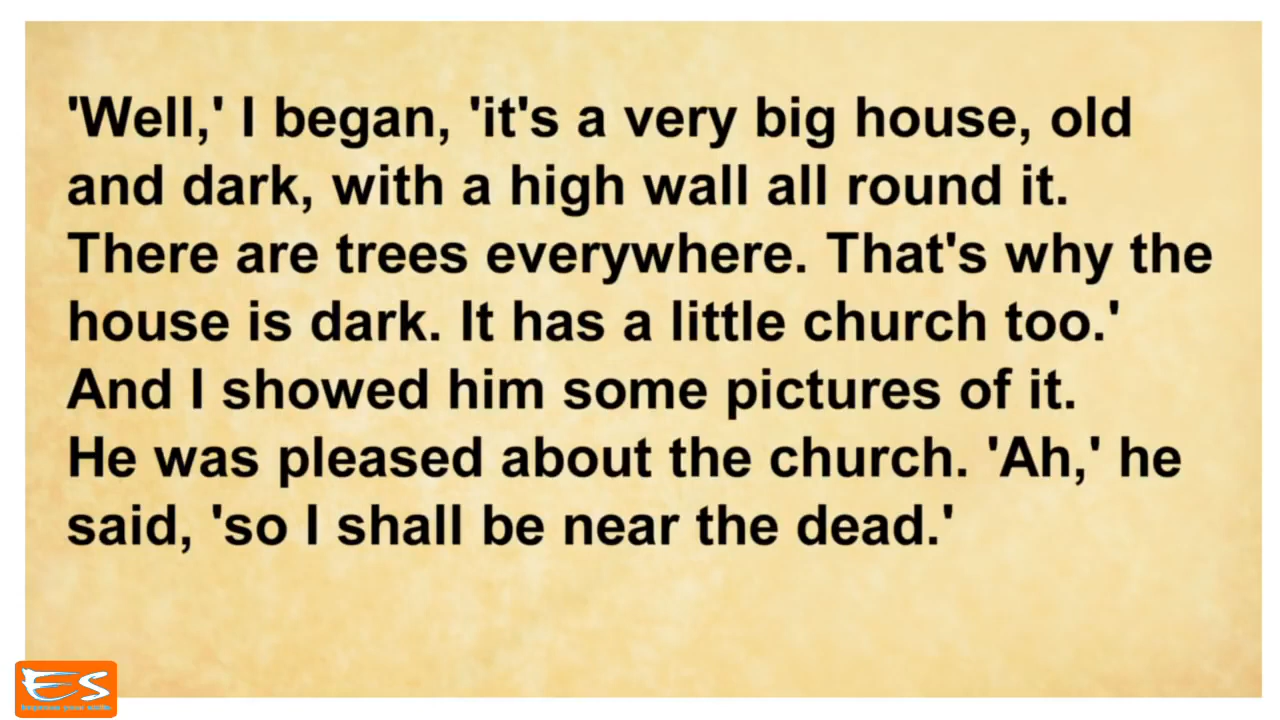 'Well,' I began, 'it's a very big house, old
and dark, with a high wall all round it.
There are trees everywhere. That's why the
house is dark. It has a little church too.'
And I showed him some pictures of it.
He was pleased about the church. 'Ah,' he
said, 'so I shall be near the dead.'
ES